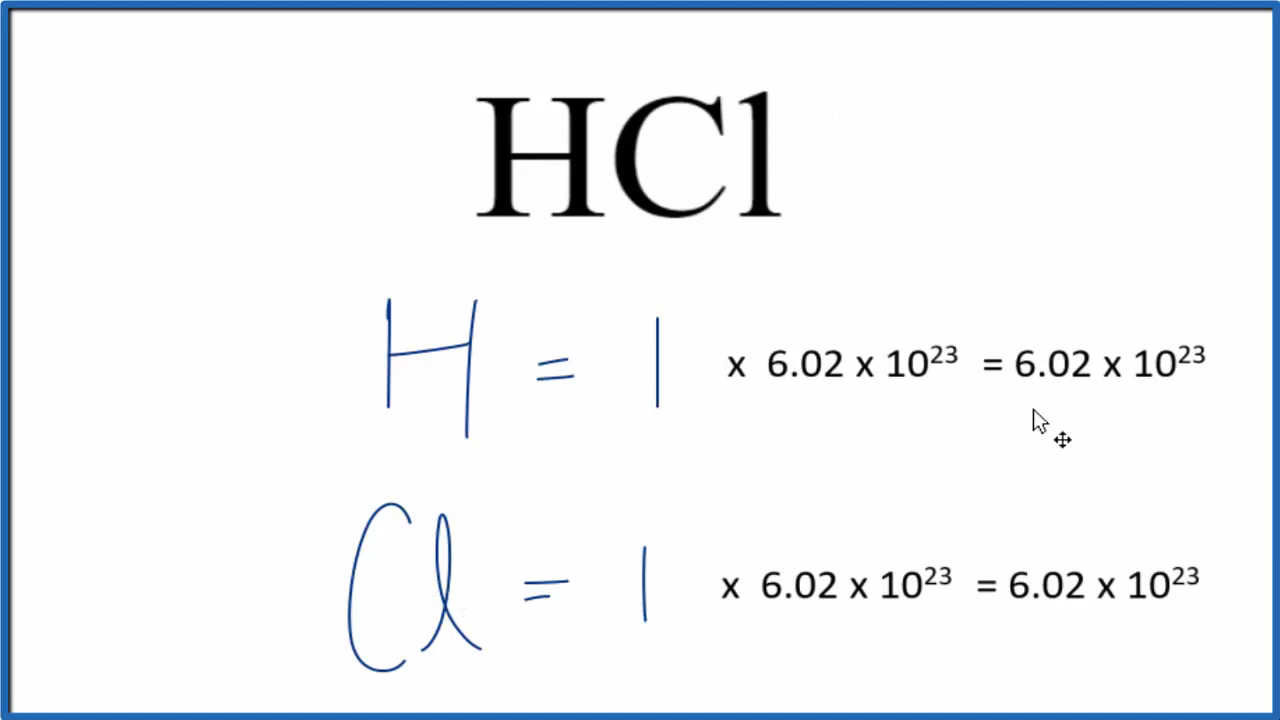 HCl
H = 1 x 6.02 x 10²³ = 6.02 x 10²³
Cl = 1 x 6.02 x 10²³ = 6.02 x 10²³